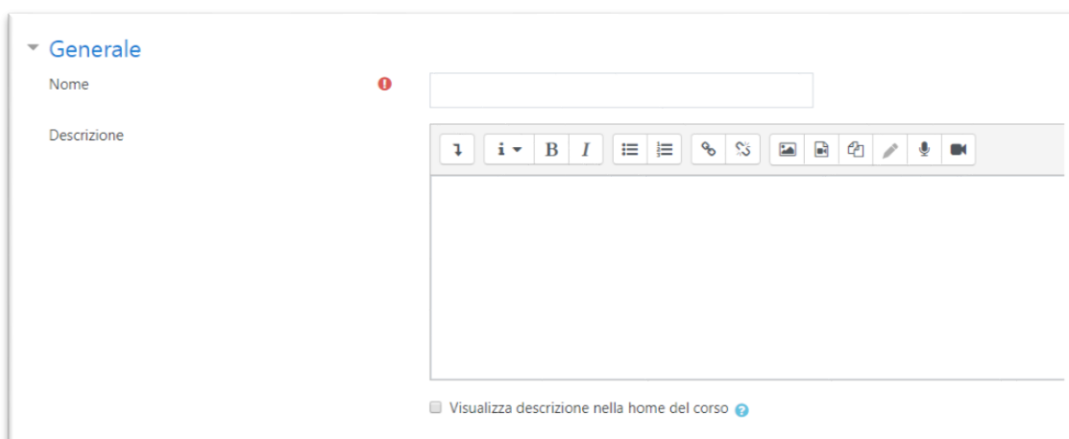 Generale
Nome
Descrizione
i B I
Visualizza descrizione nella home del corso